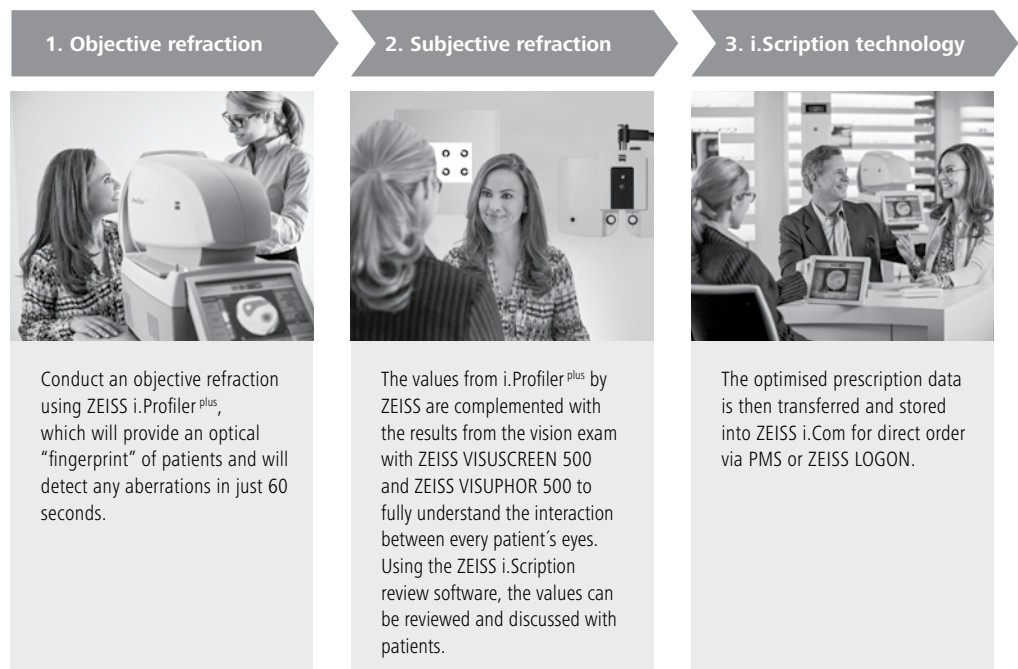 1. Objective refraction
Conduct an objective refraction
using ZEISS i.Profiler plus,
which will provide an optical
“fingerprint” of patients and will
detect any aberrations in just 60
seconds.
2. Subjective refraction
The values from i.Profiler plus by
ZEISS are complemented with
the results from the vision exam
with ZEISS VISUSCREEN 500
and ZEISS VISUPHOR 500 to
fully understand the interaction
between every patient´s eyes.
Using the ZEISS i.Scription
review software, the values can
be reviewed and discussed with
patients.
3. i.Scription technology
The optimised prescription data
is then transferred and stored
into ZEISS i.Com for direct order
via PMS or ZEISS LOGON.